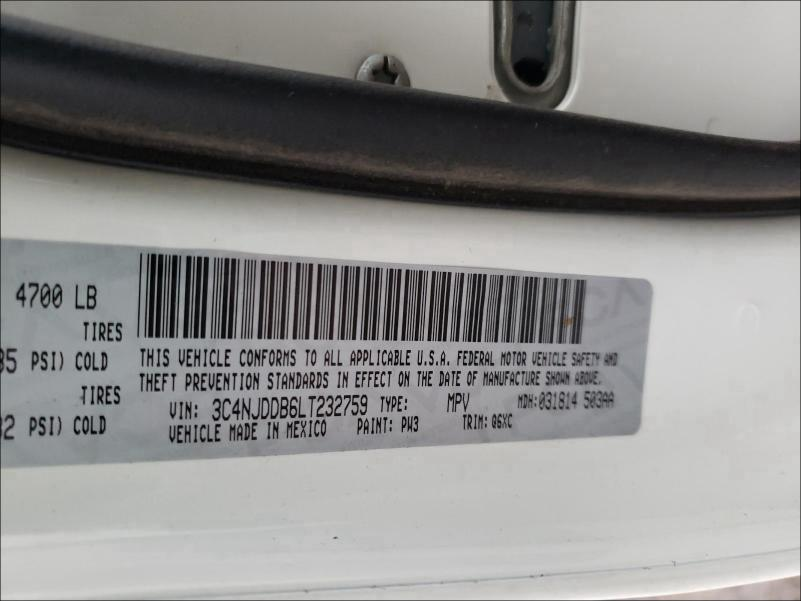 4700 LB
TIRES
PSI) COLD
TIRES
PSI) COLD
THIS VEHICLE CONFORMS TO ALL APPLICABLE U.S.A. FEDERAL MOTOR VEHICLE SAFETY AND
THEFT PREVENTION STANDARDS IN EFFECT ON THE DATE OF MANUFACTURE SHOWN ABOVE.
VIN: 3C4NJDDB6LT232759 TYPE: MPV MDH:031814 503AA
VEHICLE MADE IN MEXICO PAINT: PW3 TRIM: Q6XC